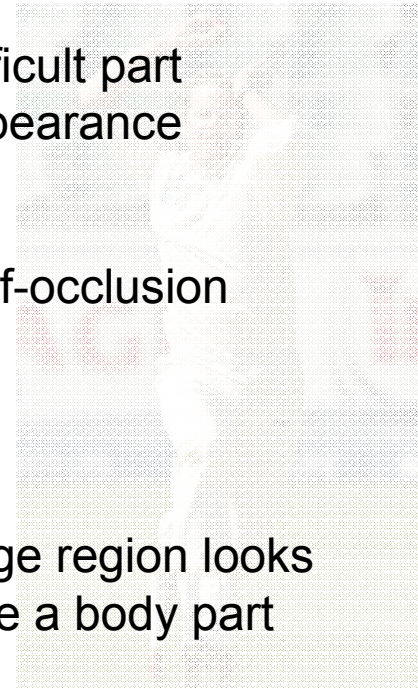 ficult part
pearance
f-occlusion
ge region looks
e a body part